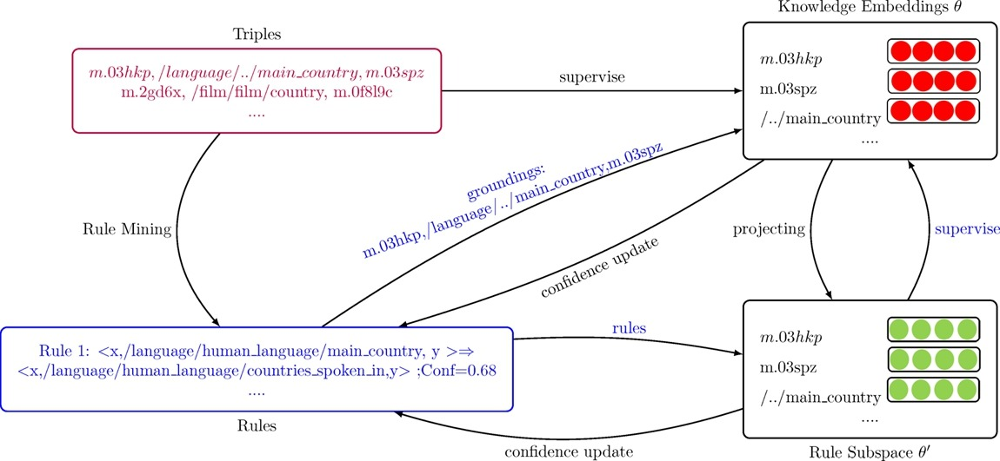 Knowledge Embeddings θ
Triples
m.03hkp, /language/../main_country, m.03spz
m.2gd6x, /film/film/country, m.0f8l9c
....
supervise
m.03hkp
m.03spz
/../main_country
....
groundings:
m.03hkp,/language/../main_country,m.03spz
Rule Mining
confidence update
projecting
supervise
Rule 1: <x,/language/human_language/main_country, y >⇒
<x,/language/human_language/countries_spoken_in,y> ;Conf=0.68
....
Rules
rules
m.03hkp
m.03spz
/../main_country
....
confidence update
Rule Subspace θ′